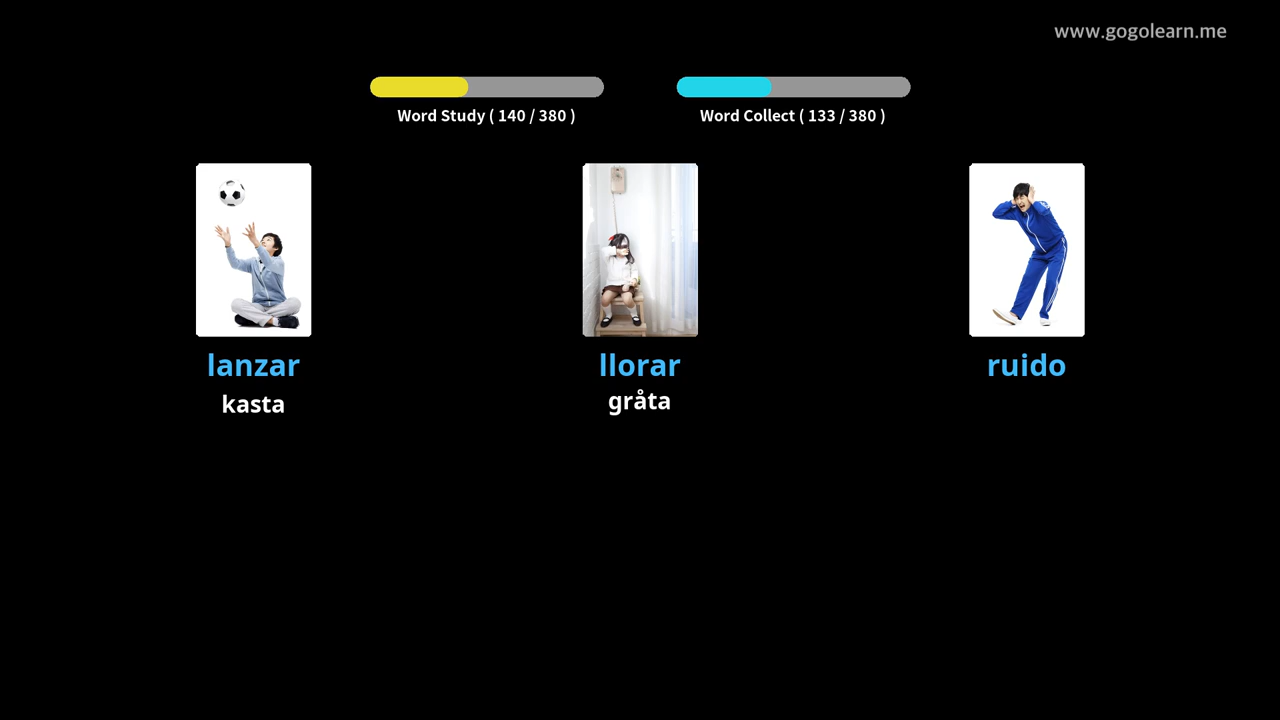 www.gogolearn.me
Word Study ( 140 / 380 )
Word Collect ( 133 / 380 )
lanzar
kasta
llorar
gråta
ruido